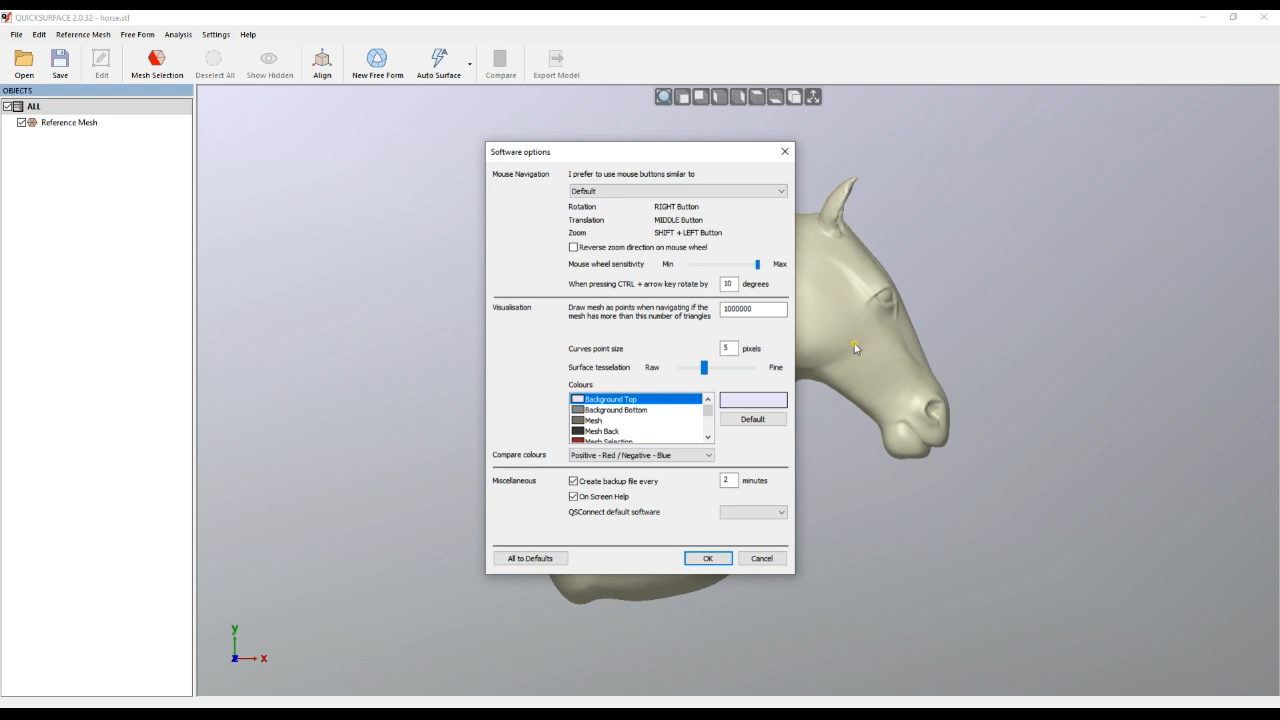 QUICKSURFACE 2.0.32 - horse.stl
File Edit Reference Mesh Free Form Analysis Settings Help
Open Save Edit Mesh Selection Deselect All Show Hidden Align New Free Form Auto Surface Compare Export Model
OBJECTS
ALL
Reference Mesh
Software options
Mouse Navigation I prefer to use mouse buttons similar to
Default
Rotation RIGHT Button
Translation MIDDLE Button
Zoom SHIFT + LEFT Button
Reverse zoom direction on mouse wheel
Mouse wheel sensitivity Min Max
When pressing CTRL + arrow key rotate by 10 degrees
Visualisation Draw mesh as points when navigating if the 1000000
mesh has more than this number of triangles
Curves point size 5 pixels
Surface tesselation Raw Fine
Colours
Background Top
Background Bottom Default
Mesh
Mesh Back
Mesh Selection
Compare colours Positive - Red / Negative - Blue
Miscellaneous Create backup file every 2 minutes
On Screen Help
QSConnect default software
All to Defaults OK Cancel
y
z x